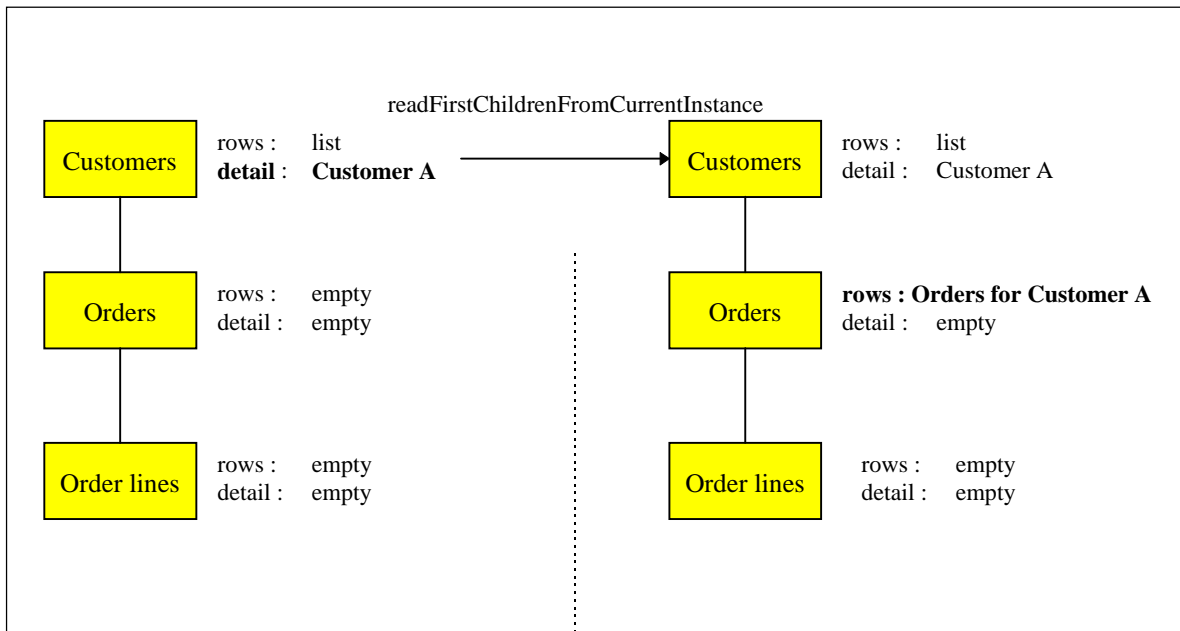 readFirstChildrenFromCurrentInstance
Customers
rows : list
detail : Customer A
Orders
rows : empty
detail : empty
Order lines
rows : empty
detail : empty
Customers
rows : list
detail : Customer A
Orders
rows : Orders for Customer A
detail : empty
Order lines
rows : empty
detail : empty